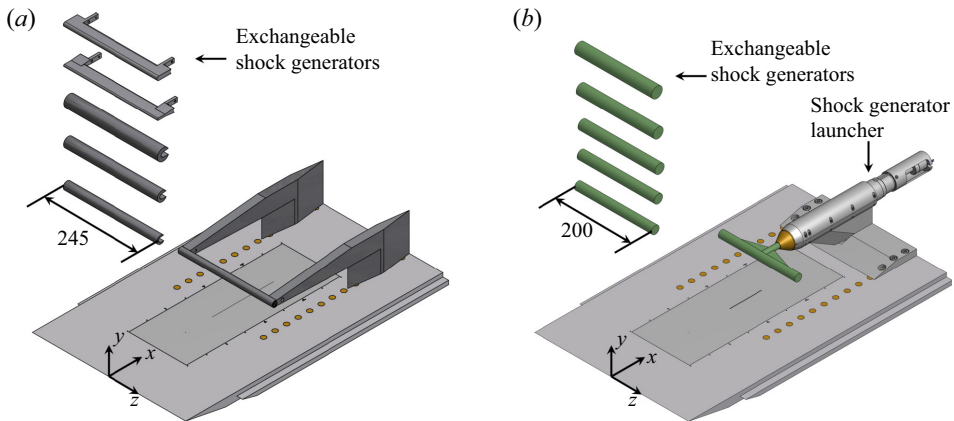 (a)
Exchangeable
shock generators
245
y
x
z
(b)
Exchangeable
shock generators
Shock generator
launcher
200
y
x
z